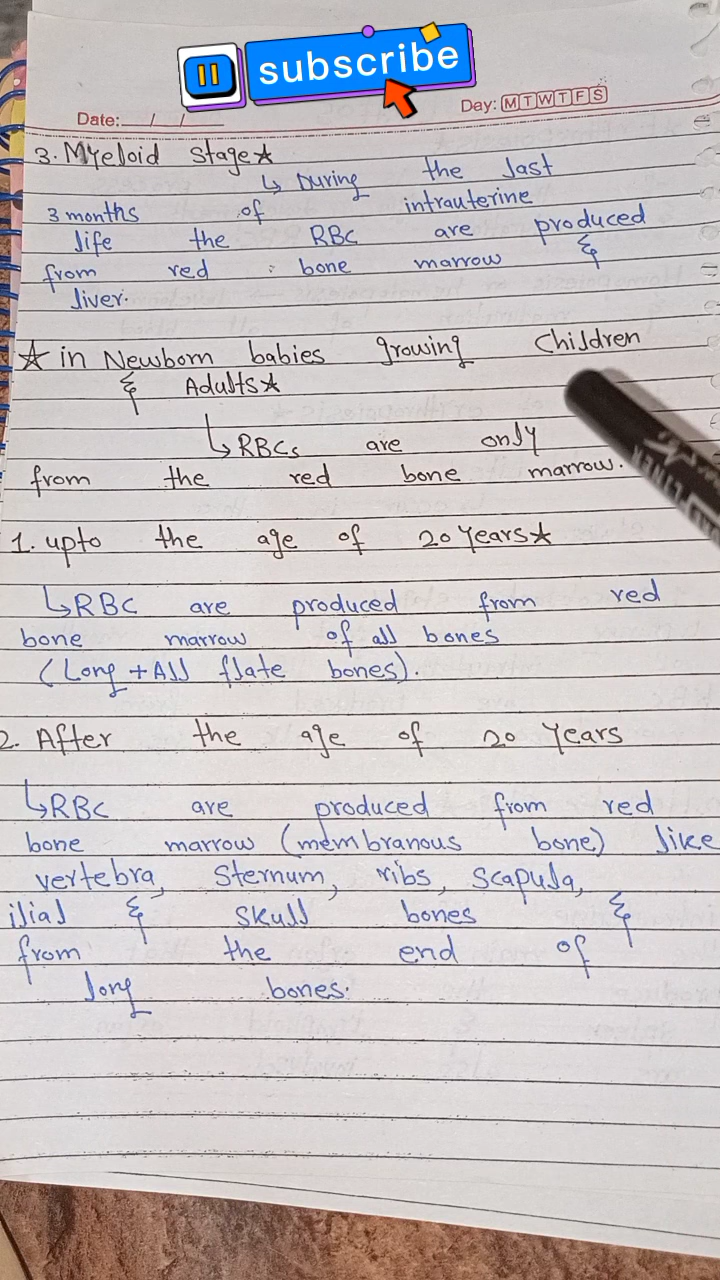 subscribe
Date: / /
Day: M T W T F S
3. Myeloid stage★
↳ During the last
3 months of intrauterine
life the RBC are produced
from red bone marrow &
liver.
☆ in Newborn babies growing Children
& Adults★
↳RBCs are only
from the red bone marrow.
1. upto the age of 20 Years★
↳RBC are produced from red
bone marrow of all bones
(Long + All flate bones).
2. After the age of 20 Years
↳RBC are produced from red
bone marrow (membranous bone) like
vertebra, Sternum, ribs, scapula,
ilial & skull bones &
from the end of
long bones.